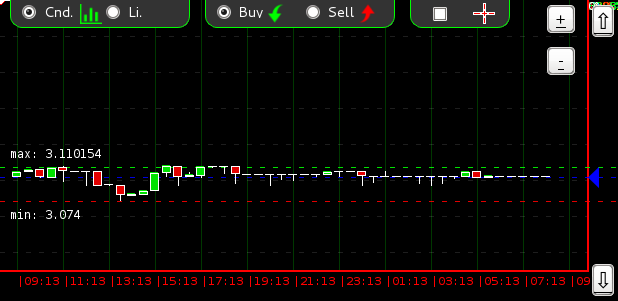 Cnd. Li. Buy Sell
+
-
max: 3.110154
min: 3.074
|09:13 |11:13 |13:13 |15:13 |17:13 |19:13 |21:13 |23:13 |01:13 |03:13 |05:13 |07:13 |09